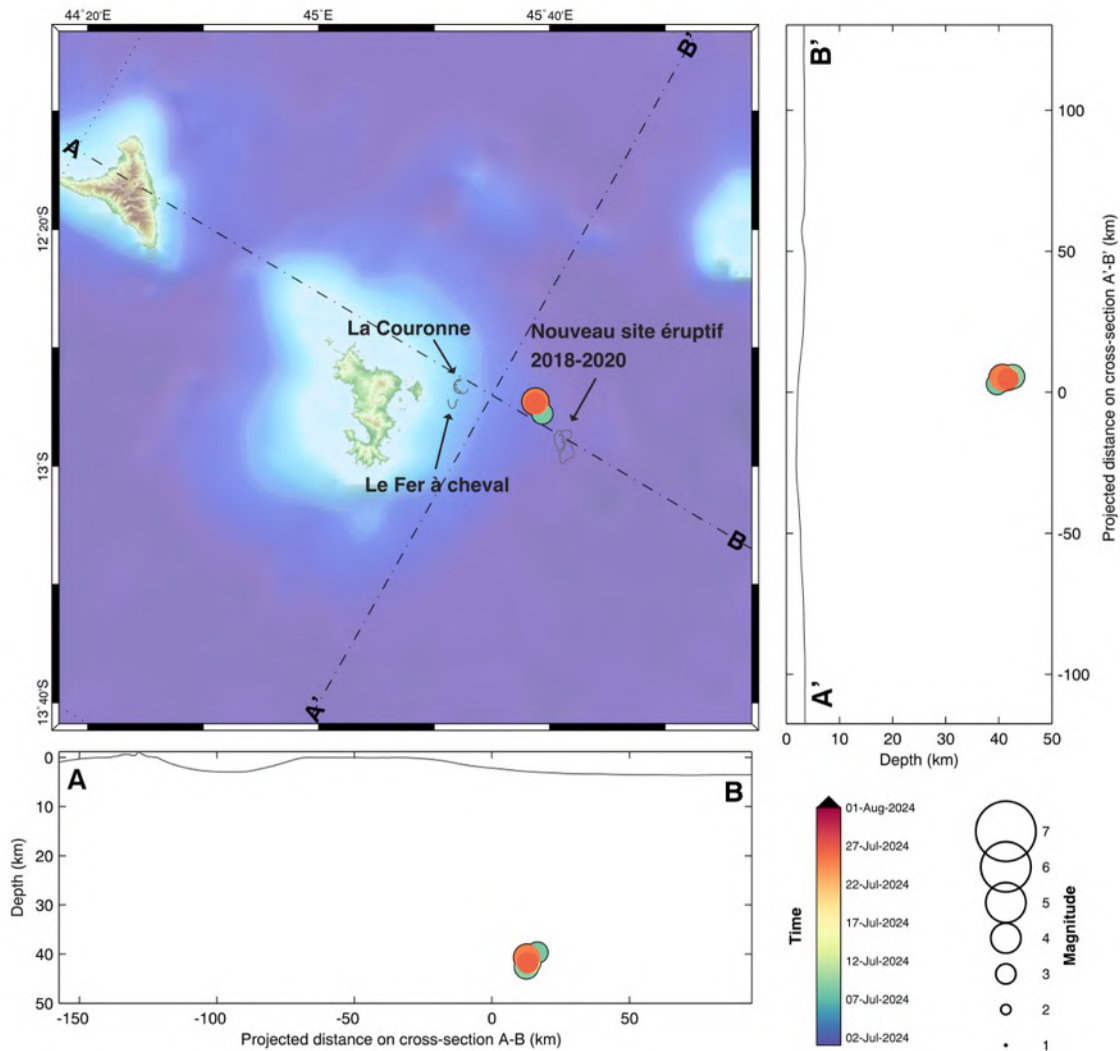 44˚20'E
45˚E
45˚40'E
12˚20'S
13˚S
13˚40'S
A
B'
La Couronne
Nouveau site éruptif
2018-2020
Le Fer à cheval
B
A'
B'
A'
100
50
0
-50
-100
Projected distance on cross-section A'-B' (km)
0 10 20 30 40 50
Depth (km)
A
B
0
10
20
30
40
50
Depth (km)
-150 -100 -50 0 50
Projected distance on cross-section A-B (km)
Time
01-Aug-2024
27-Jul-2024
22-Jul-2024
17-Jul-2024
12-Jul-2024
07-Jul-2024
02-Jul-2024
7
6
5
4
3
2
1
Magnitude